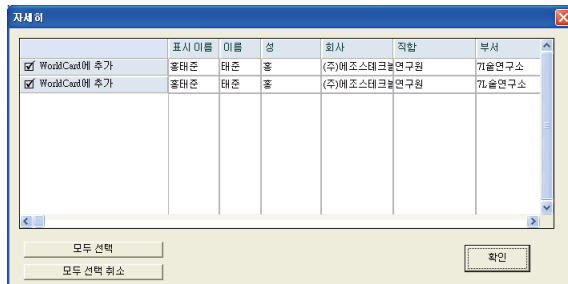 자세히
표시 이름 이름 성 회사 직함 부서
WorldCard에 추가 홍태준 태준 홍 (주)에조스테크놀 연구원 7I술연구소
WorldCard에 추가 홍태준 태준 홍 (주)에조스테크놀 연구원 7L술연구소
모두 선택
모두 선택 취소
확인